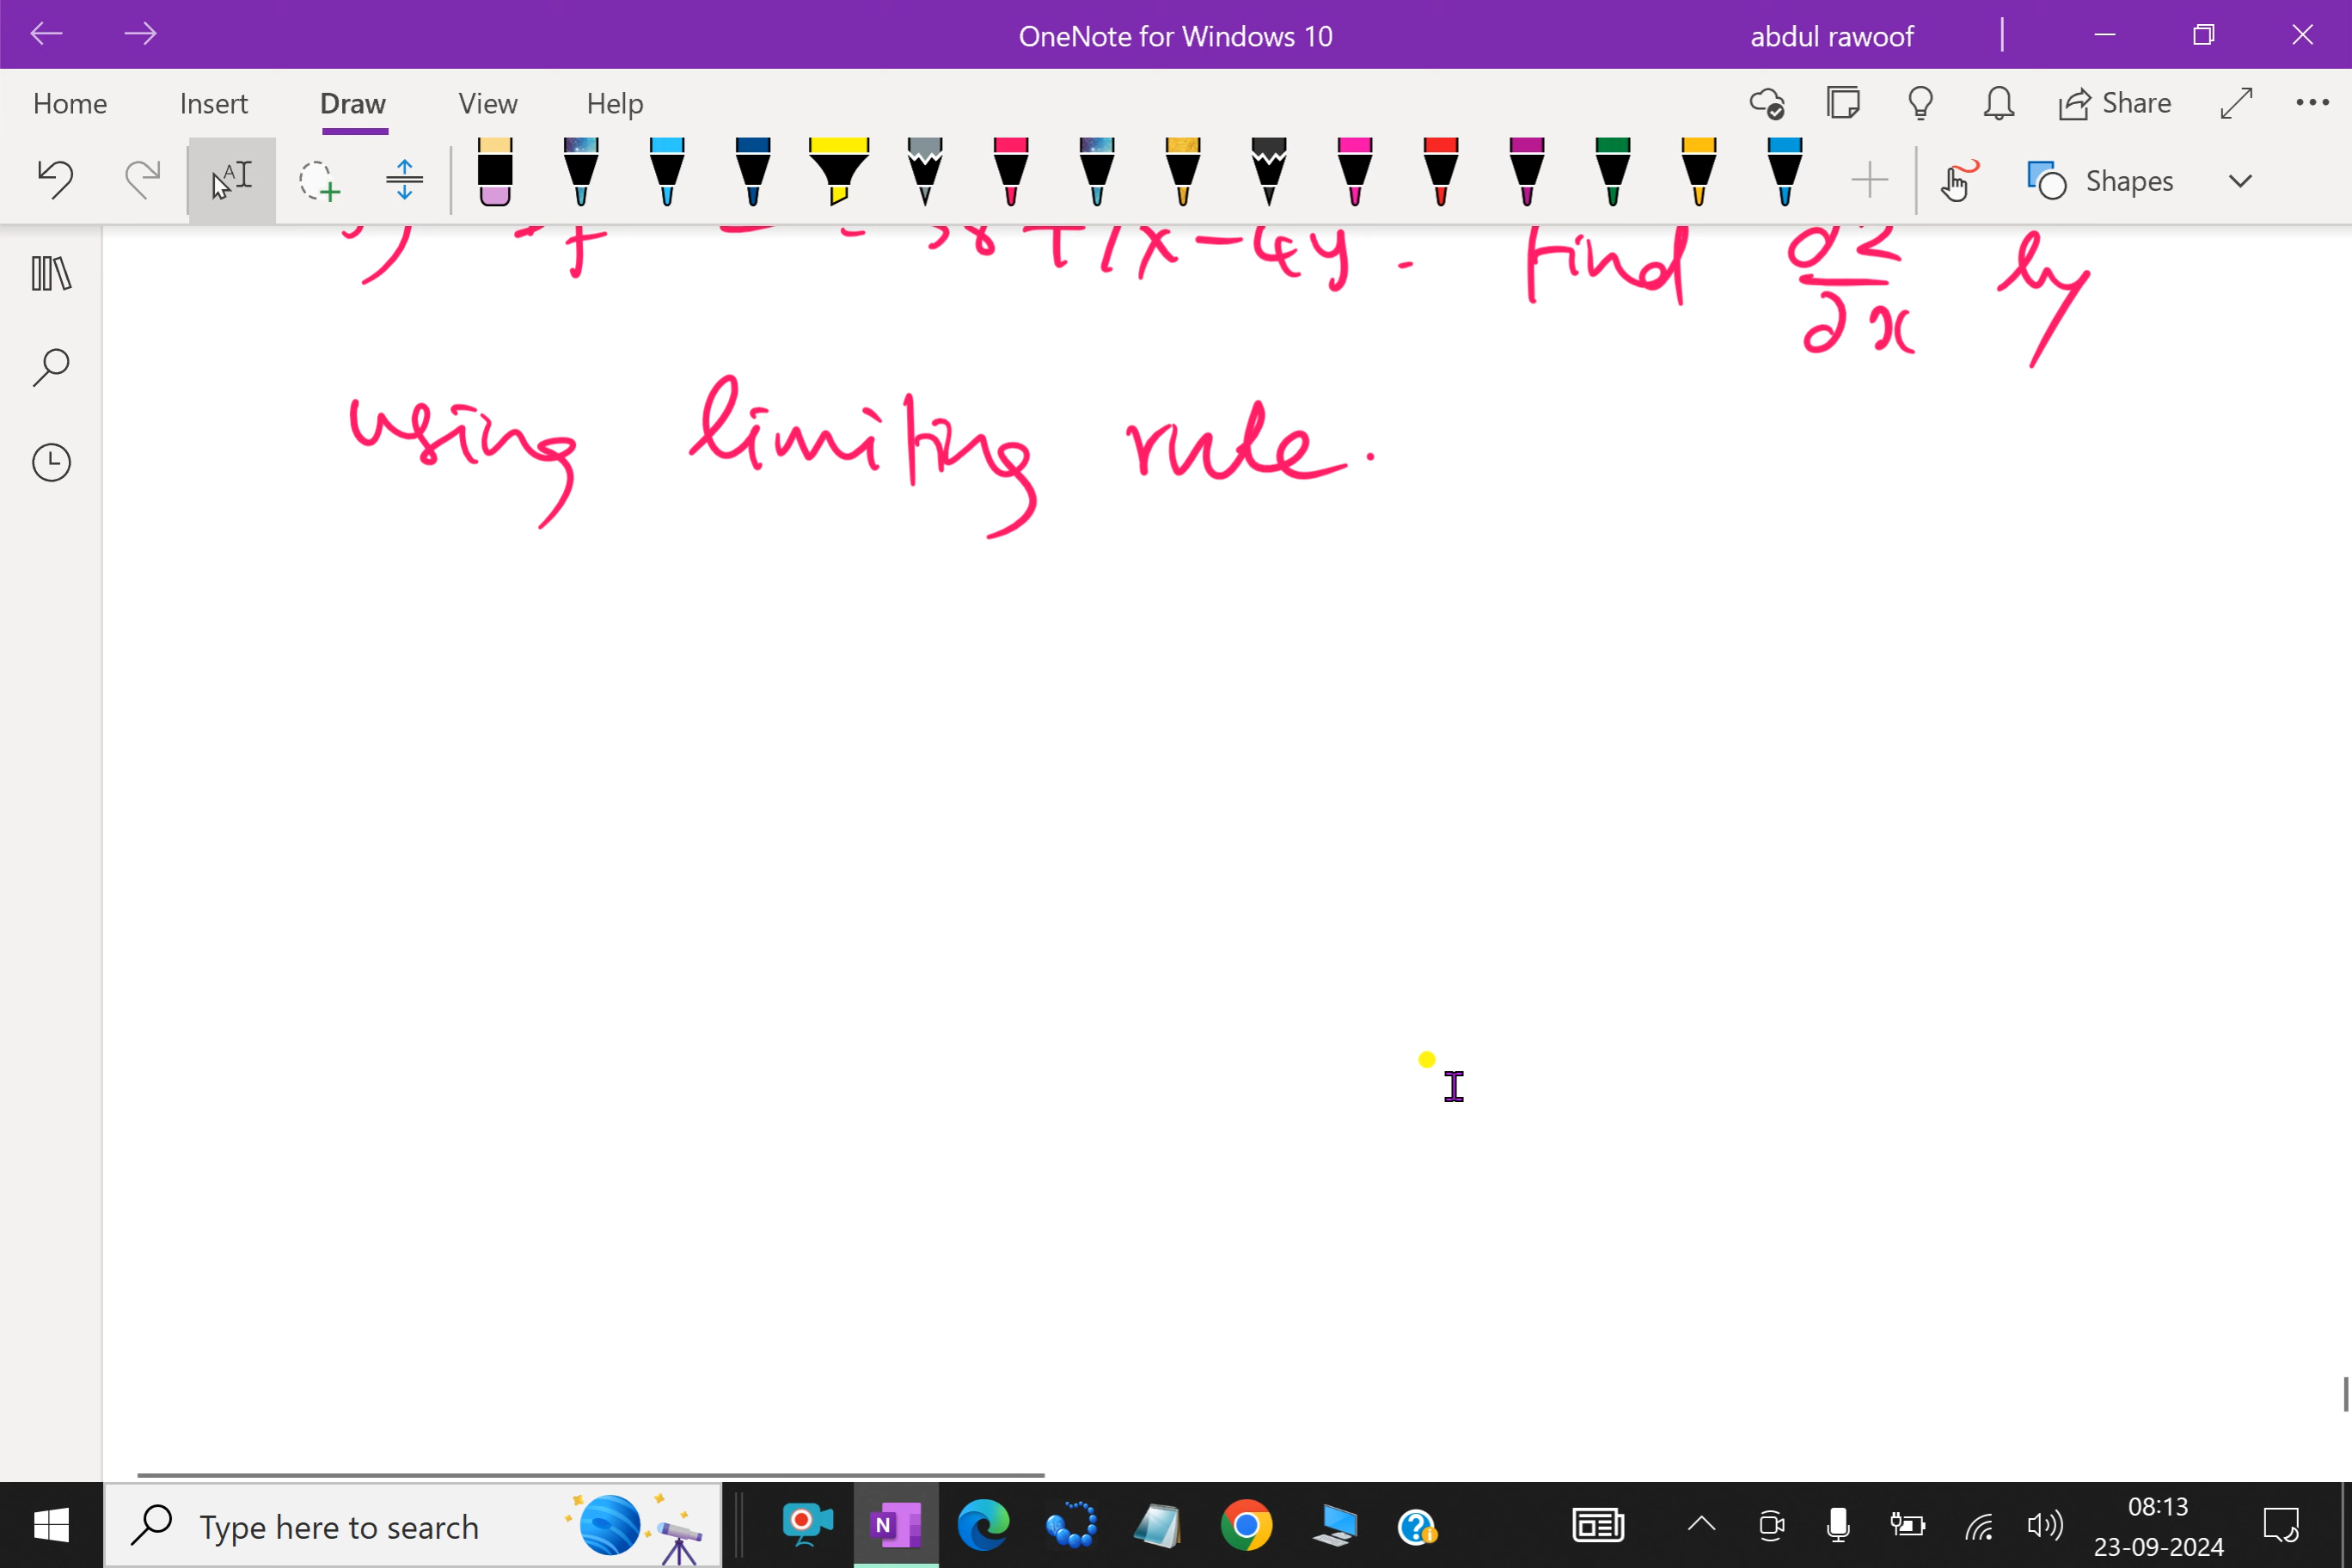 OneNote for Windows 10
abdul rawoof
Home Insert Draw View Help
Share
Shapes
+7x-4y. Find ∂z/∂x by
using limiting rule.
Type here to search
08:13
23-09-2024